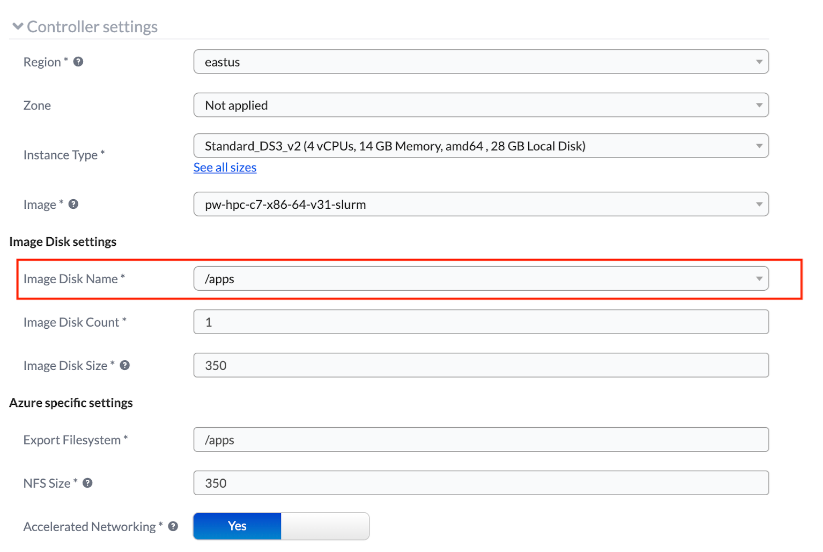 Controller settings
Region * ?
eastus
Zone
Not applied
Instance Type *
Standard_DS3_v2 (4 vCPUs, 14 GB Memory, amd64 , 28 GB Local Disk)
See all sizes
Image * ?
pw-hpc-c7-x86-64-v31-slurm
Image Disk settings
Image Disk Name *
/apps
Image Disk Count *
1
Image Disk Size * ?
350
Azure specific settings
Export Filesystem *
/apps
NFS Size * ?
350
Accelerated Networking * ?
Yes